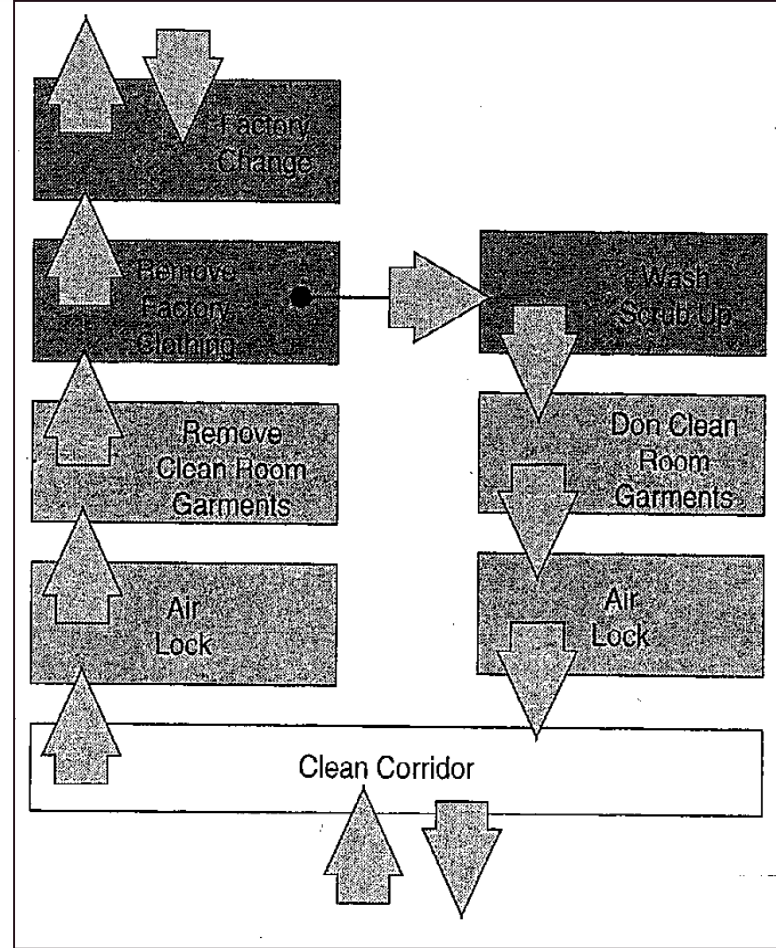 Factory
Change
Remove
Factory
Clothing
Wash
Scrub Up
Remove
Clean Room
Garments
Don Clean
Room
Garments
Air
Lock
Air
Lock
Clean Corridor